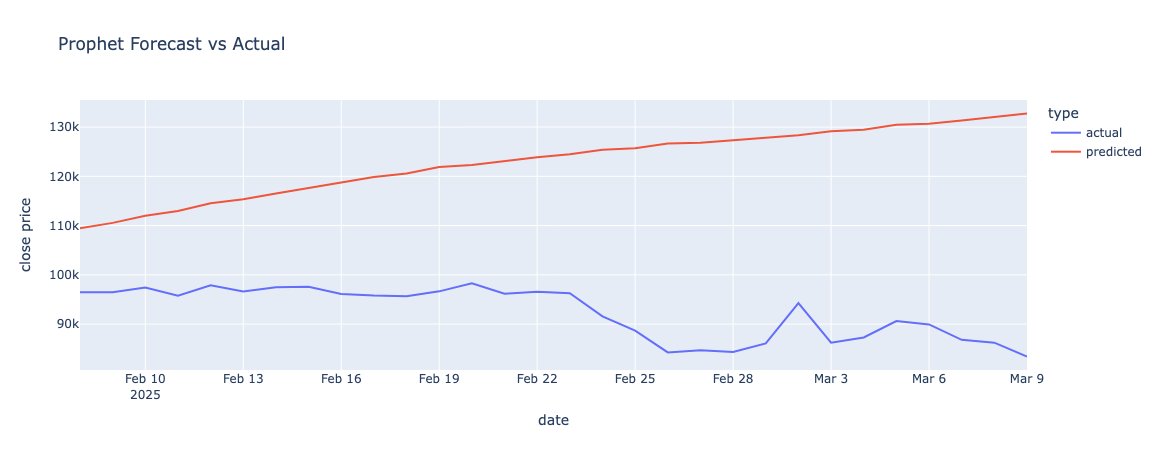 Prophet Forecast vs Actual
type
actual
predicted
close price
130k
120k
110k
100k
90k
Feb 10
2025
Feb 13
Feb 16
Feb 19
Feb 22
Feb 25
Feb 28
Mar 3
Mar 6
Mar 9
date